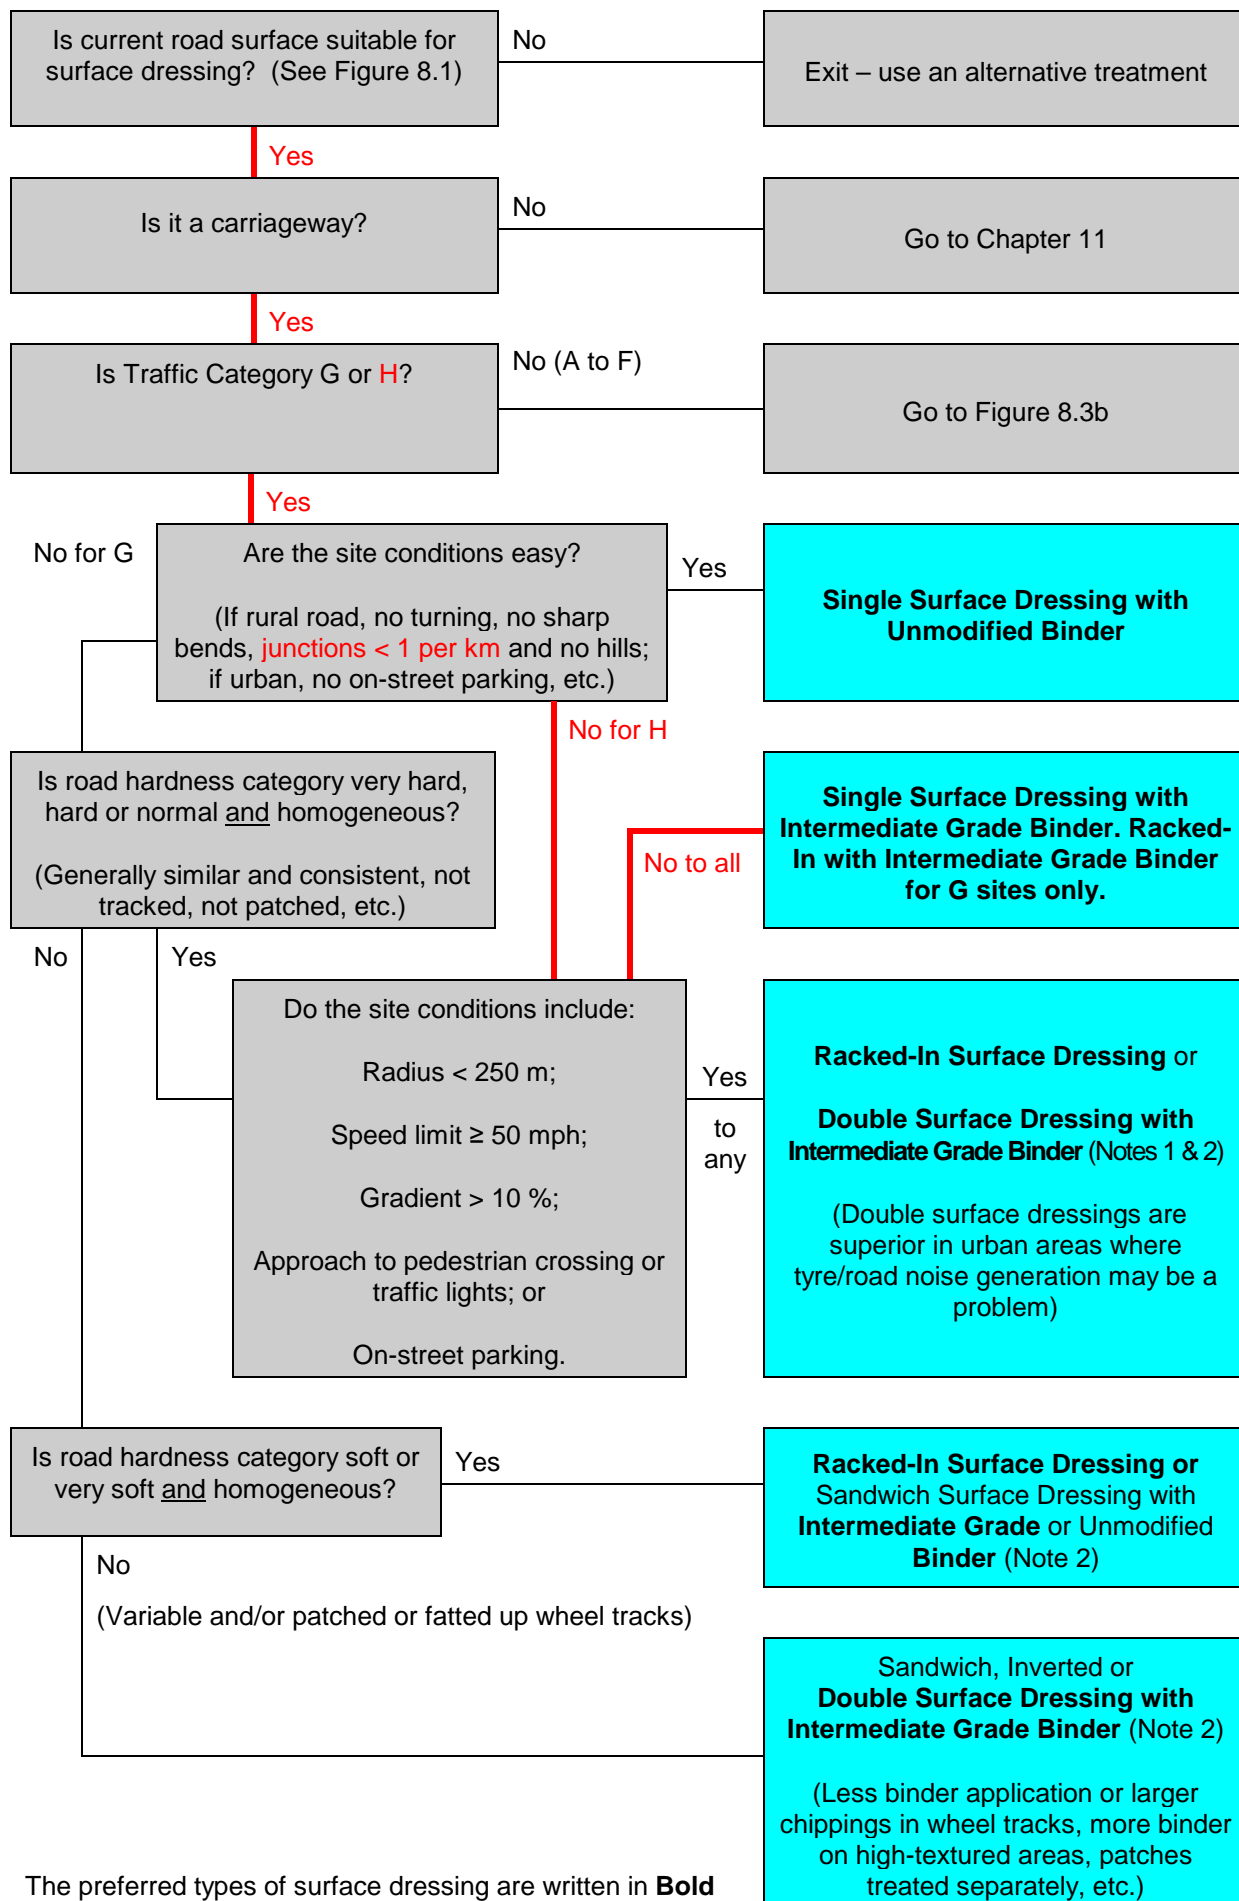 Is current road surface suitable for
surface dressing? (See Figure 8.1)
No
Exit – use an alternative treatment
Yes
Is it a carriageway?
No
Go to Chapter 11
Yes
Is Traffic Category G or H?
No (A to F)
Go to Figure 8.3b
Yes
No for G
Are the site conditions easy?
(If rural road, no turning, no sharp
bends, junctions < 1 per km and no hills;
if urban, no on-street parking, etc.)
Yes
Single Surface Dressing with
Unmodified Binder
No for H
Is road hardness category very hard,
hard or normal and homogeneous?
(Generally similar and consistent, not
tracked, not patched, etc.)
No to all
Single Surface Dressing with
Intermediate Grade Binder. Racked-
In with Intermediate Grade Binder
for G sites only.
No
Yes
Do the site conditions include:
Radius < 250 m;
Speed limit ≥ 50 mph;
Gradient > 10 %;
Approach to pedestrian crossing or
traffic lights; or
On-street parking.
Yes
to
any
Racked-In Surface Dressing or
Double Surface Dressing with
Intermediate Grade Binder (Notes 1 & 2)
(Double surface dressings are
superior in urban areas where
tyre/road noise generation may be a
problem)
Is road hardness category soft or
very soft and homogeneous?
Yes
Racked-In Surface Dressing or
Sandwich Surface Dressing with
Intermediate Grade or Unmodified
Binder (Note 2)
No
(Variable and/or patched or fatted up wheel tracks)
Sandwich, Inverted or
Double Surface Dressing with
Intermediate Grade Binder (Note 2)
(Less binder application or larger
chippings in wheel tracks, more binder
on high-textured areas, patches
treated separately, etc.)
The preferred types of surface dressing are written in Bold